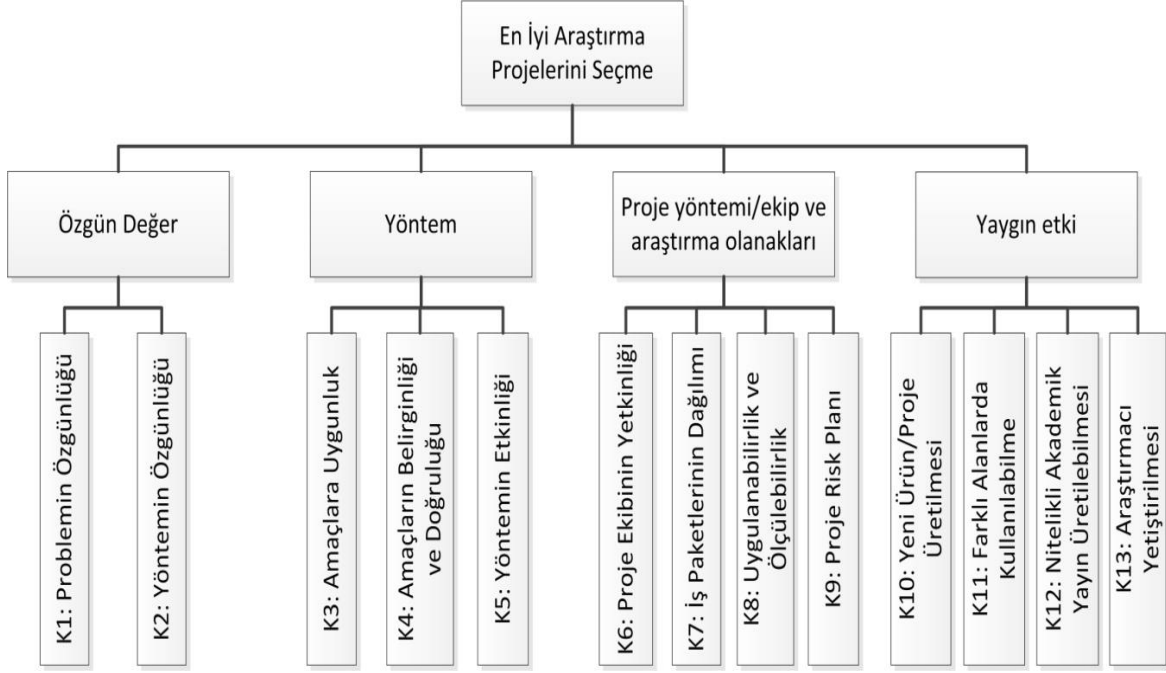 En İyi Araştırma
Projelerini Seçme
Özgün Değer
Yöntem
Proje yöntemi/ekip ve
araştırma olanakları
Yaygın etki
K1: Problemin Özgünlüğü
K2: Yöntemin Özgünlüğü
K3: Amaçlara Uygunluk
K4: Amaçların Belirginliği
ve Doğruluğu
K5: Yöntemin Etkinliği
K6: Proje Ekibinin Yetkinliği
K7: İş Paketlerinin Dağılımı
K8: Uygulanabilirlik ve
Ölçülebilirlik
K9: Proje Risk Planı
K10: Yeni Ürün/Proje
Üretilmesi
K11: Farklı Alanlarda
Kullanılabilme
K12: Nitelikli Akademik
Yayın Üretilebilmesi
K13: Araştırmacı
Yetiştirilmesi